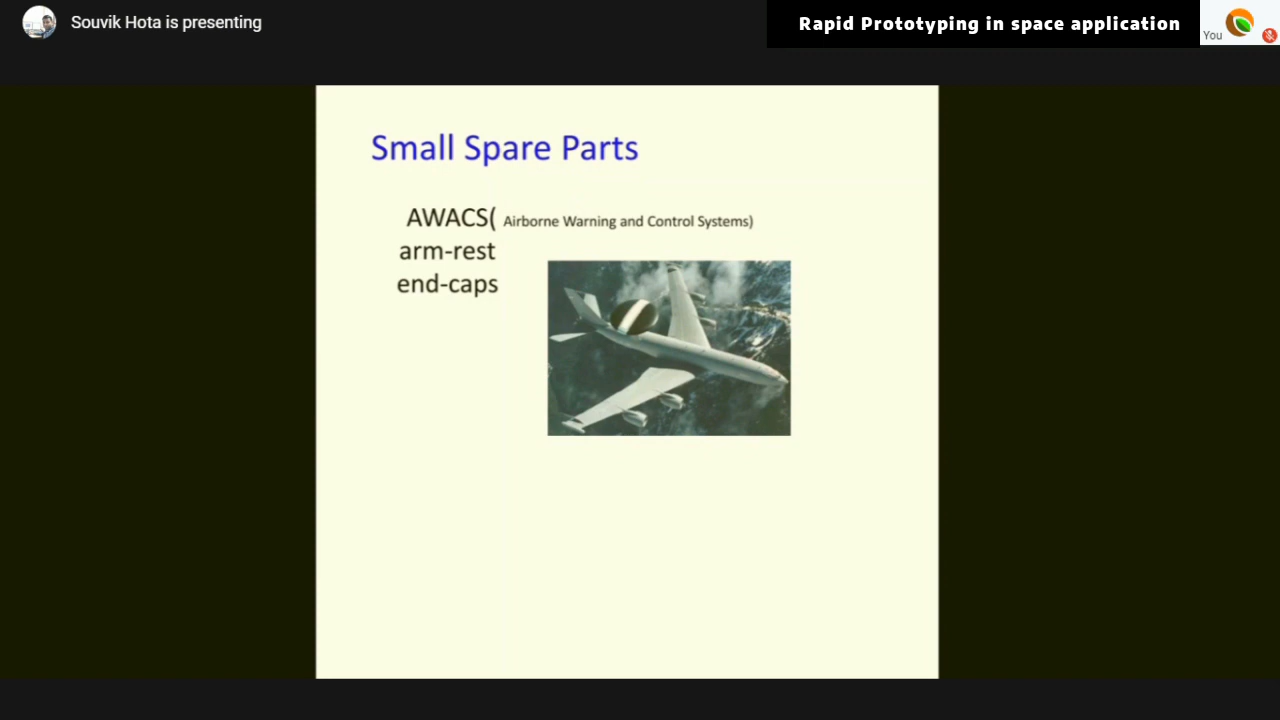 Souvik Hota is presenting
Rapid Prototyping in space application
You
Small Spare Parts
AWACS( Airborne Warning and Control Systems)
arm-rest
end-caps